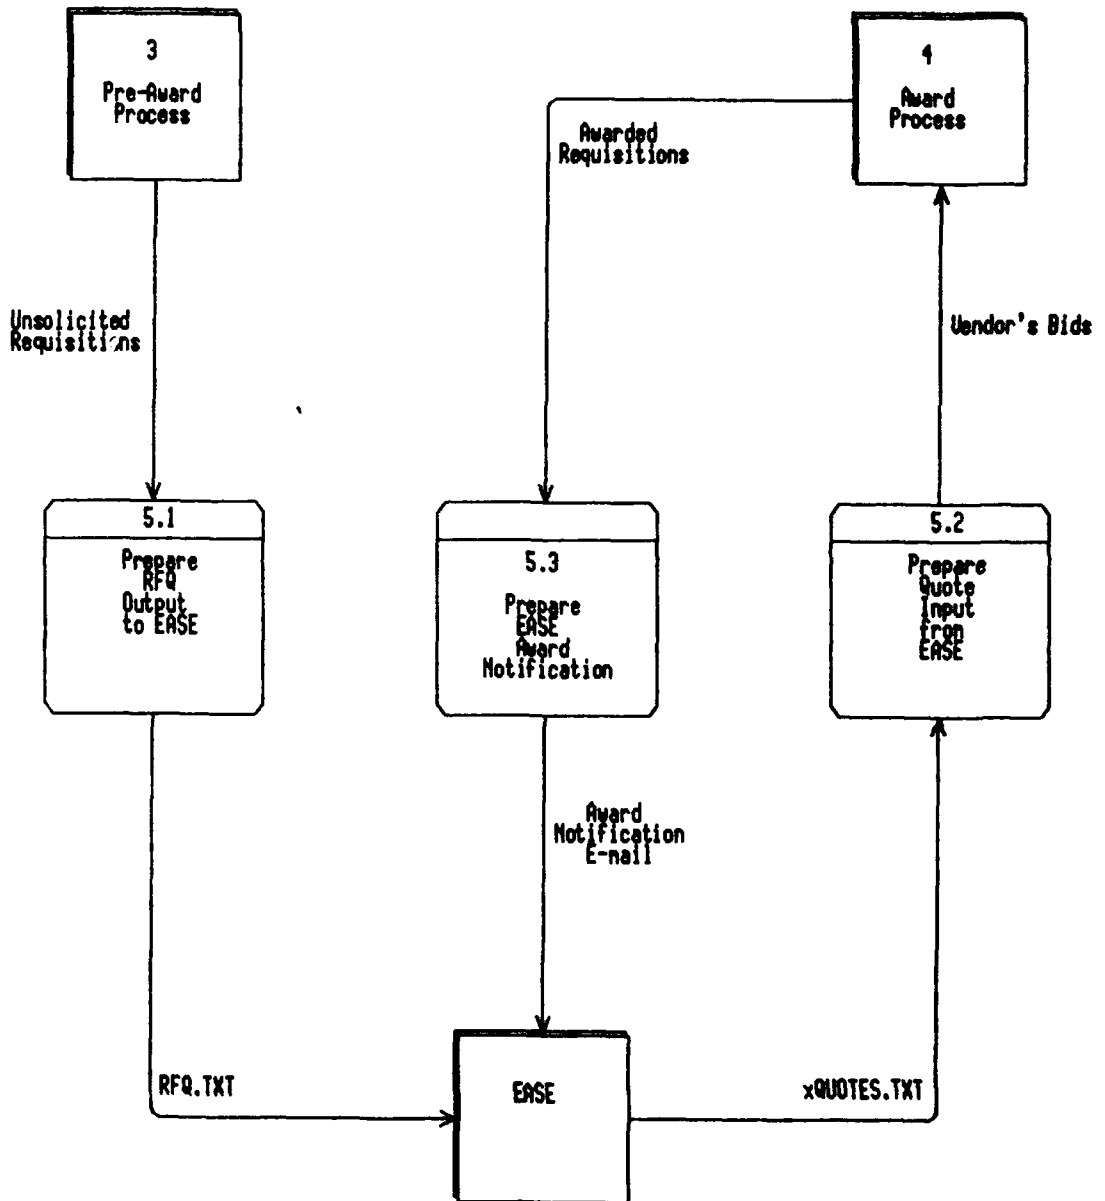 3
Pre-Award
Process
4
Award
Process
Awarded
Requisitions
Unsolicited
Requisitions
Vendor's Bids
5.1
Prepare
RFQ
Output
to EASE
5.3
Prepare
EASE
Award
Notification
5.2
Prepare
Quote
Input
from
EASE
Award
Notification
E-mail
RFQ.TXT
EASE
xQUOTES.TXT